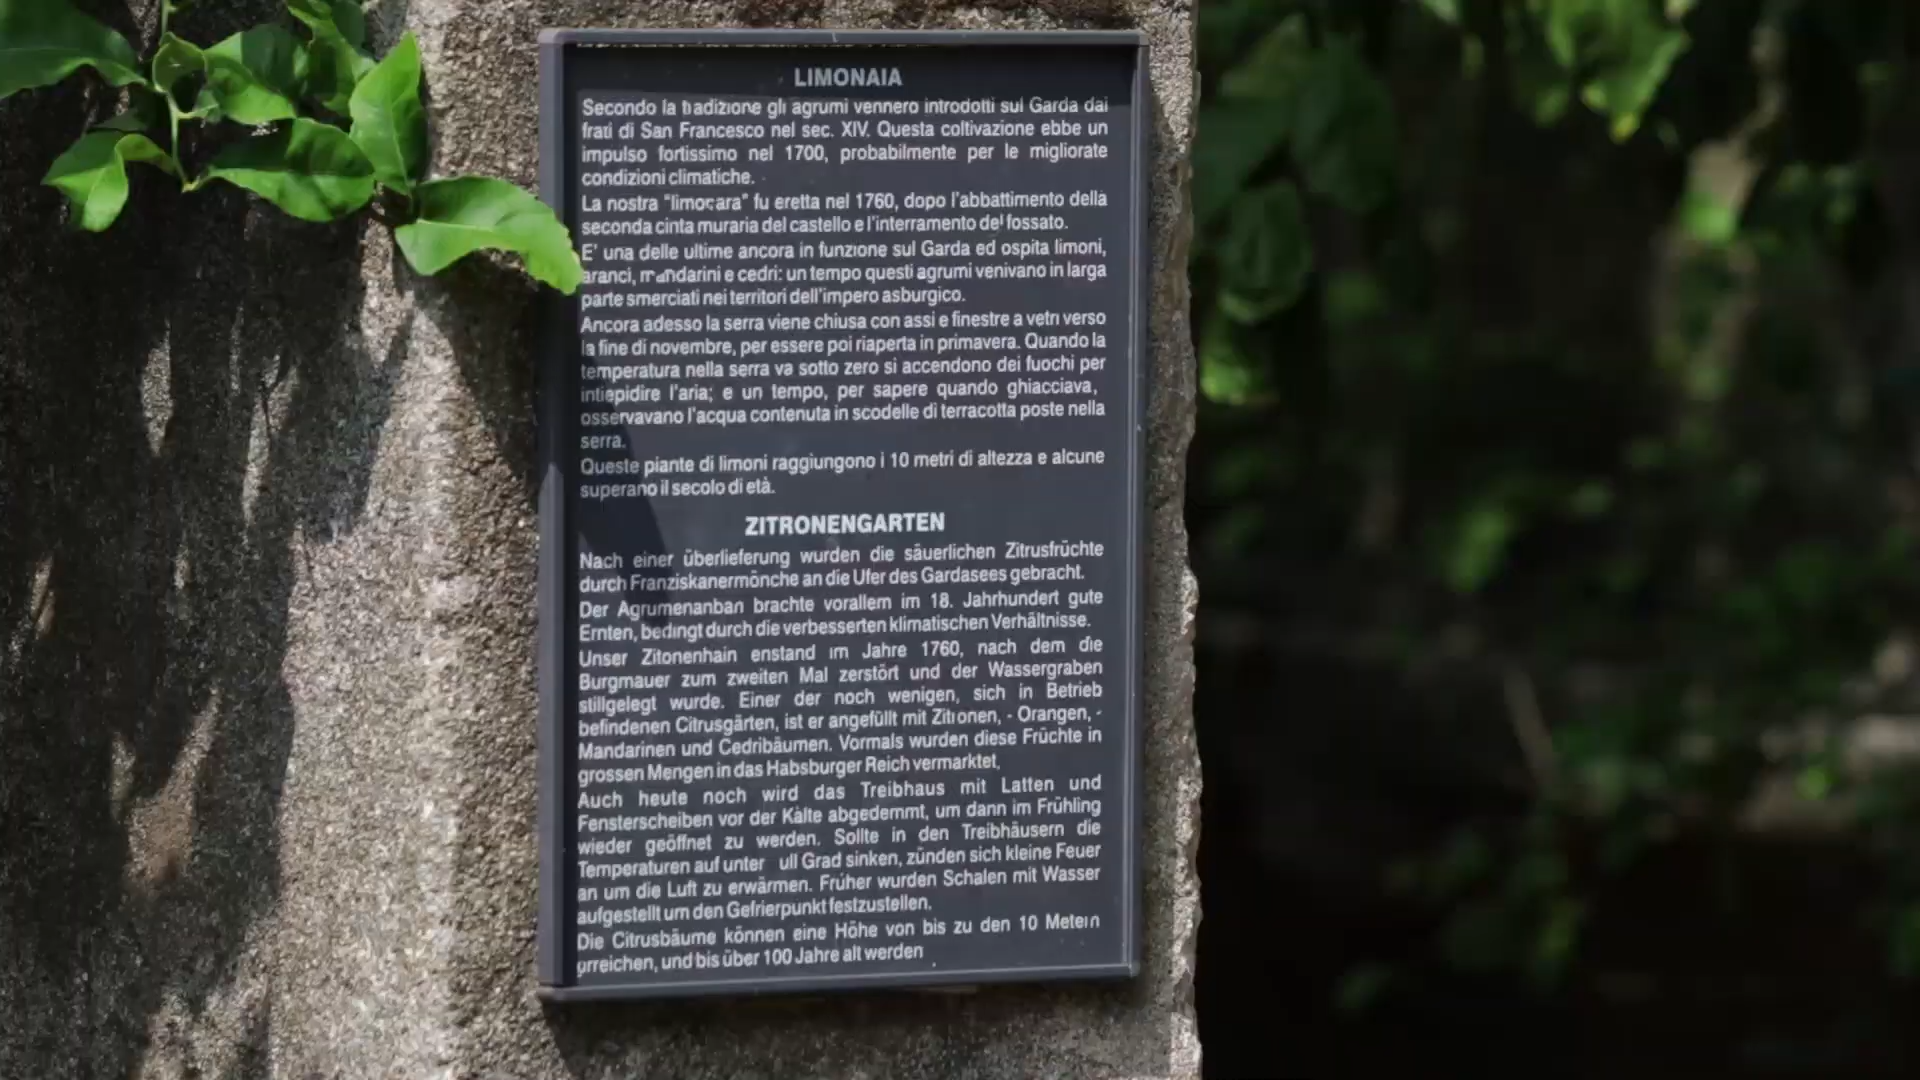 LIMONAIA
Secondo la tradizione gli agrumi vennero introdotti sul Garda dai
frati di San Francesco nel sec. XIV. Questa coltivazione ebbe un
impulso fortissimo nel 1700, probabilmente per le migliorate
condizioni climatiche.
La nostra "limonara" fu eretta nel 1760, dopo l'abbattimento della
seconda cinta muraria del castello e l'interramento del fossato.
E' una delle ultime ancora in funzione sul Garda ed ospita limoni,
aranci, mandarini e cedri: un tempo questi agrumi venivano in larga
parte smerciati nei territori dell'impero asburgico.
Ancora adesso la serra viene chiusa con assi e finestre a vetri verso
la fine di novembre, per essere poi riaperta in primavera. Quando la
temperatura nella serra va sotto zero si accendono dei fuochi per
intiepidire l'aria; e un tempo, per sapere quando ghiacciava,
osservavano l'acqua contenuta in scodelle di terracotta poste nella
serra.
Queste piante di limoni raggiungono i 10 metri di altezza e alcune
superano il secolo di età.
ZITRONENGARTEN
Nach einer überlieferung wurden die säuerlichen Zitrusfrüchte
durch Franziskanermönche an die Ufer des Gardasees gebracht.
Der Agrumenanban brachte vorallem im 18. Jahrhundert gute
Ernten, bedingt durch die verbesserten klimatischen Verhältnisse.
Unser Zitonenhain enstand im Jahre 1760, nach dem die
Burgmauer zum zweiten Mal zerstört und der Wassergraben
stillgelegt wurde. Einer der noch wenigen, sich in Betrieb
befindenen Citrusgärten, ist er angefüllt mit Zitronen, - Orangen, -
Mandarinen und Cedribäumen. Vormals wurden diese Früchte in
grossen Mengen in das Habsburger Reich vermarktet,
Auch heute noch wird das Treibhaus mit Latten und
Fensterscheiben vor der Kälte abgedemmt, um dann im Frühling
wieder geöffnet zu werden. Sollte in den Treibhäusern die
Temperaturen auf unter ull Grad sinken, zünden sich kleine Feuer
an um die Luft zu erwärmen. Früher wurden Schalen mit Wasser
aufgestellt um den Gefrierpunkt festzustellen.
Die Citrusbäume können eine Höhe von bis zu den 10 Metern
erreichen, und bis über 100 Jahre alt werden